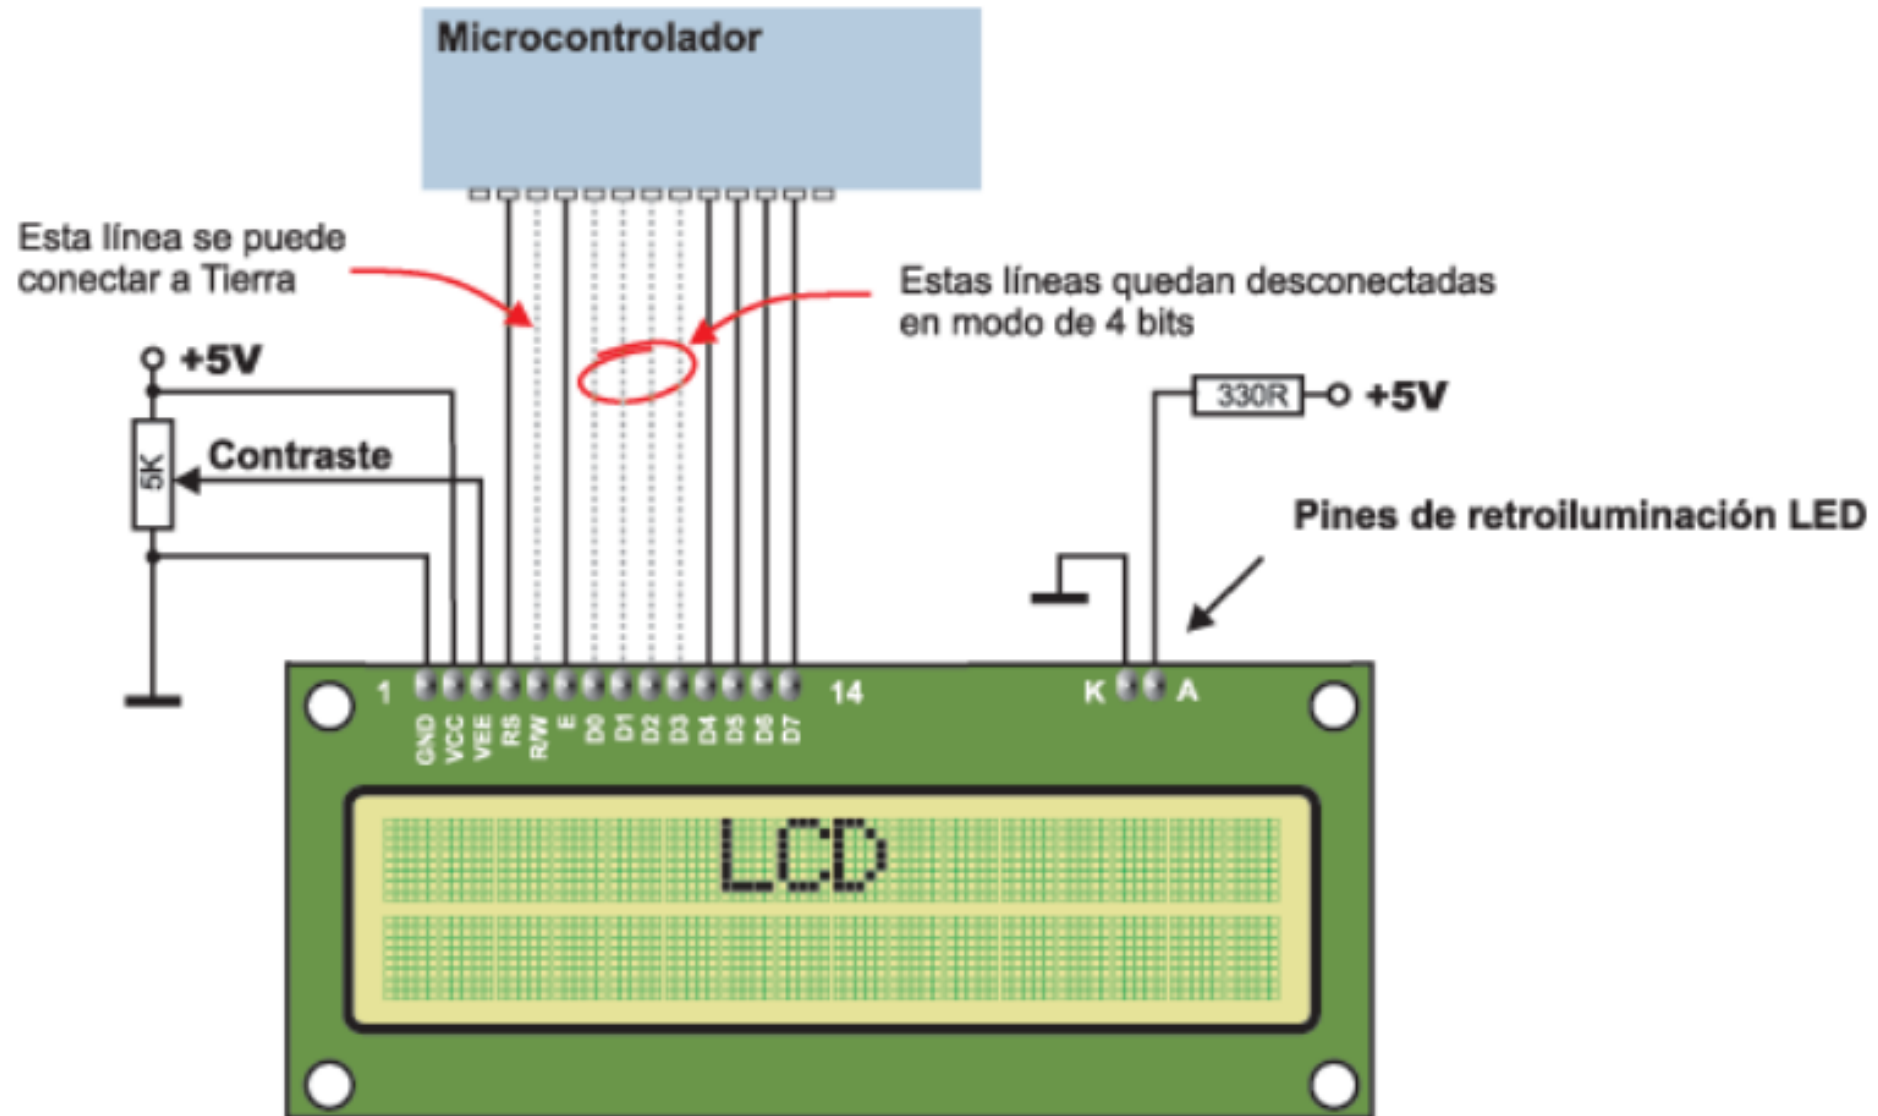 Microcontrolador
Esta línea se puede
conectar a Tierra
Estas líneas quedan desconectadas
en modo de 4 bits
+5V
330R
+5V
Contraste
5K
Pines de retroiluminación LED
1
14
K
A
GND
VCC
VEE
RS
R/W
E
D0
D1
D2
D3
D4
D5
D6
D7
LCD